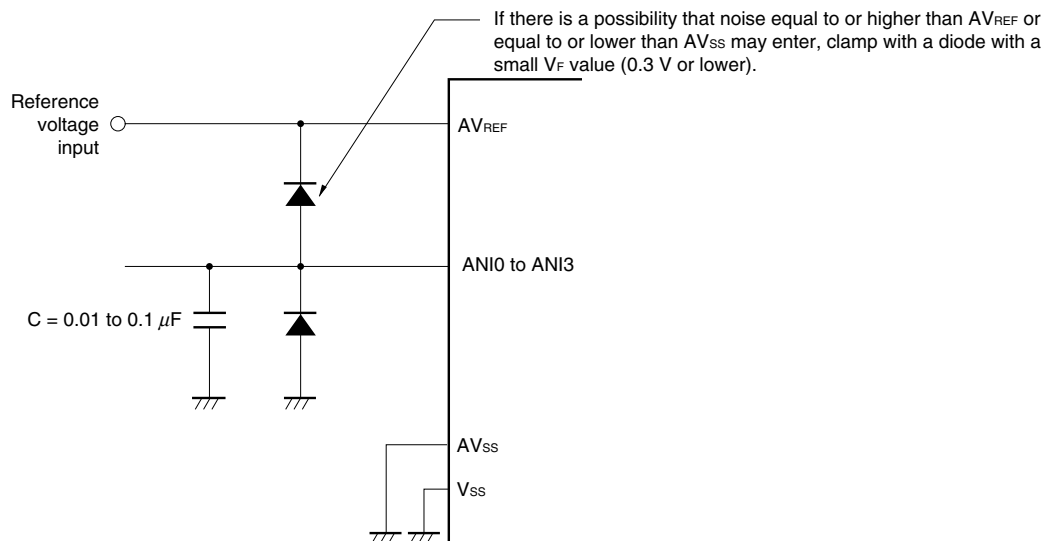 If there is a possibility that noise equal to or higher than AVREF or
equal to or lower than AVSS may enter, clamp with a diode with a
small VF value (0.3 V or lower).
Reference
voltage
input
AVREF
ANI0 to ANI3
C = 0.01 to 0.1 μF
AVSS
VSS